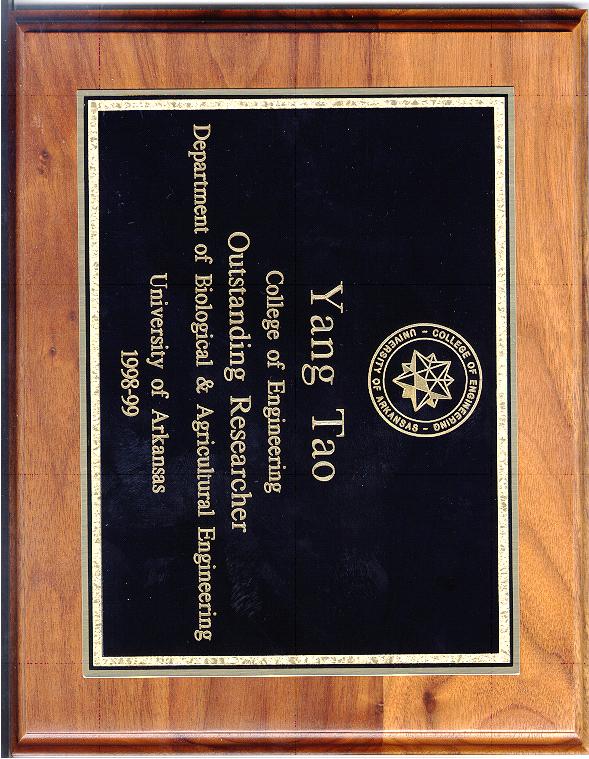 UNIVERSITY OF ARKANSAS - COLLEGE OF ENGINEERING -
Yang Tao
College of Engineering
Outstanding Researcher
Department of Biological & Agricultural Engineering
University of Arkansas
1998-99